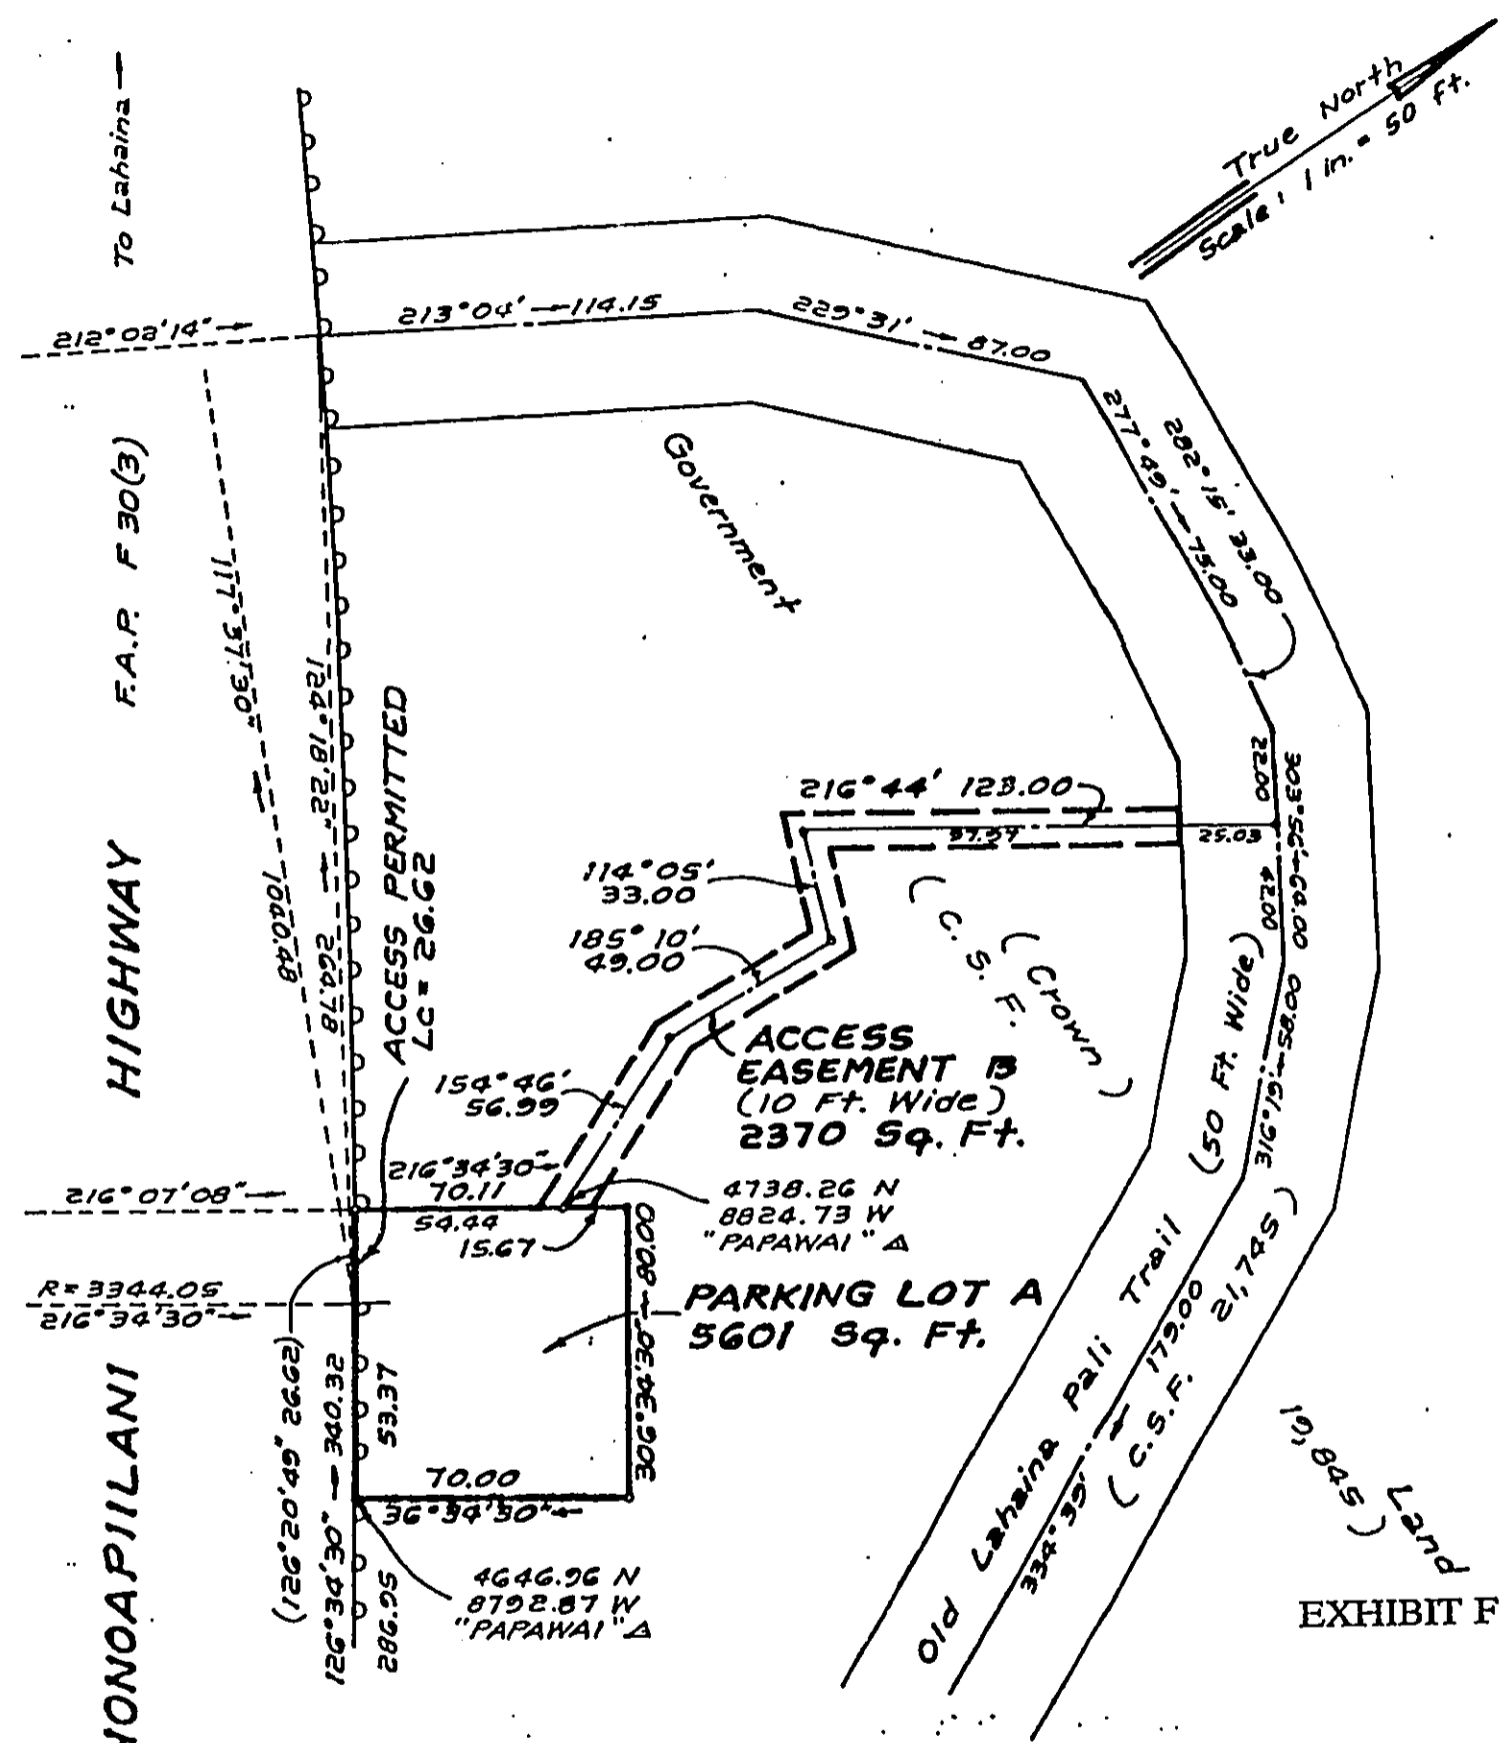 To Lahaina
True North
Scale: 1 in. = 50 ft.
212°02'14"
213°04' 114.15
229°31' 87.00
277°49' 75.00
282°15' 33.00
F.A.P. F 30(3)
HIGHWAY
HONOAPIILANI
117°37'30" 1040.48
124°18'22" 264.78
Government
ACCESS PERMITTED
LC = 26.62
216°44' 123.00
97.97
25.03
22.00
303°56' 64.00
42.00
114°05'
33.00
185°10'
49.00
( C. S. F.
( Crown )
ACCESS
EASEMENT B
(10 Ft. Wide)
2370 Sq. Ft.
154°46'
56.99
316°19' 58.00
(50 Ft. Wide)
216°34'30"
70.11
216°07'08"
54.44
15.67
4738.26 N
8824.73 W
"PAPAWAI" Δ
R = 3344.05
216°34'30"
PARKING LOT A
5601 Sq. Ft.
306°34'30" 80.00
(126°20'49" 26.62)
126°34'30" 340.32
53.37
286.95
70.00
36°34'30"
4646.96 N
8792.87 W
"PAPAWAI" Δ
Old Lahaina Pali Trail
334°39' 179.00
( C. S. F. 21,745 )
19,845 )
Land
EXHIBIT F